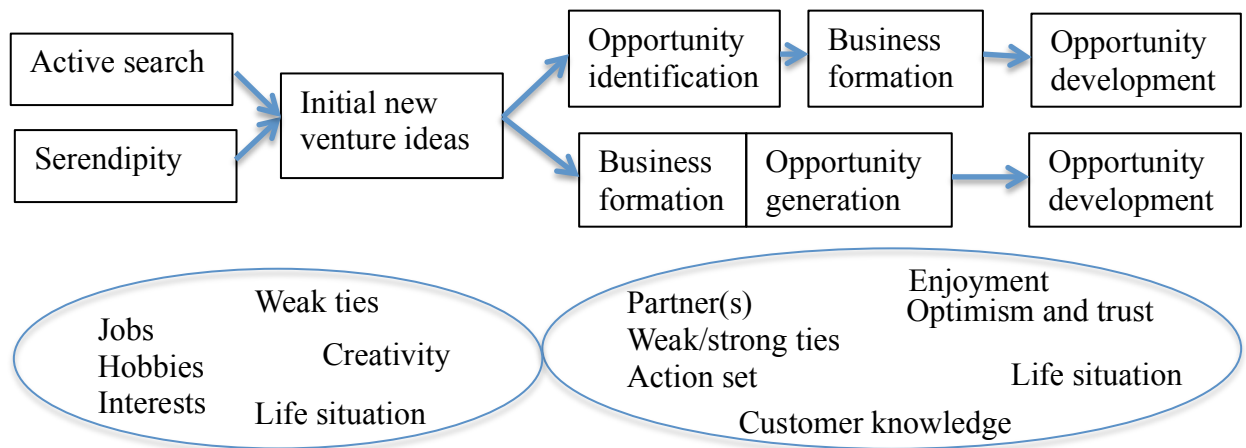 Active search
Serendipity
Initial new
venture ideas
Opportunity
identification
Business
formation
Opportunity
development
Business
formation
Opportunity
generation
Opportunity
development
Weak ties
Jobs
Hobbies
Interests
Creativity
Life situation
Partner(s)
Weak/strong ties
Action set
Enjoyment
Optimism and trust
Life situation
Customer knowledge